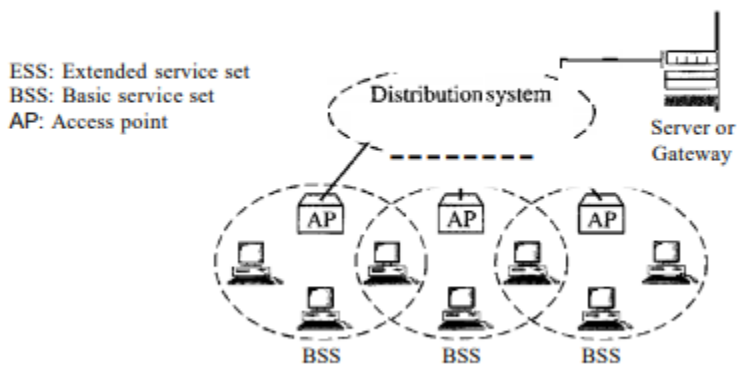 ESS: Extended service set
BSS: Basic service set
AP: Access point
Distribution system
Server or
Gateway
AP
AP
AP
BSS
BSS
BSS